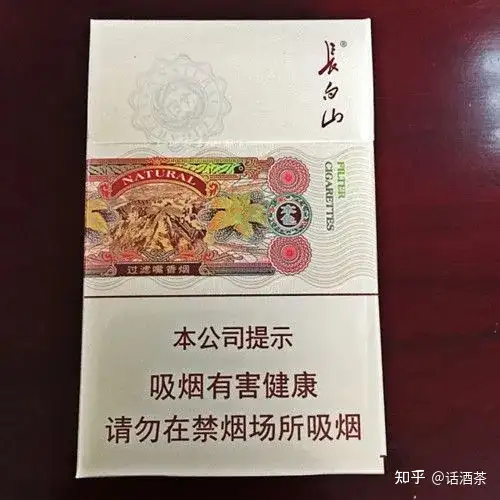 長白山®
NATURAL
FILTER
CIGARETTES
过滤嘴香烟
本公司提示
吸烟有害健康
请勿在禁烟场所吸烟
知乎 @话酒茶